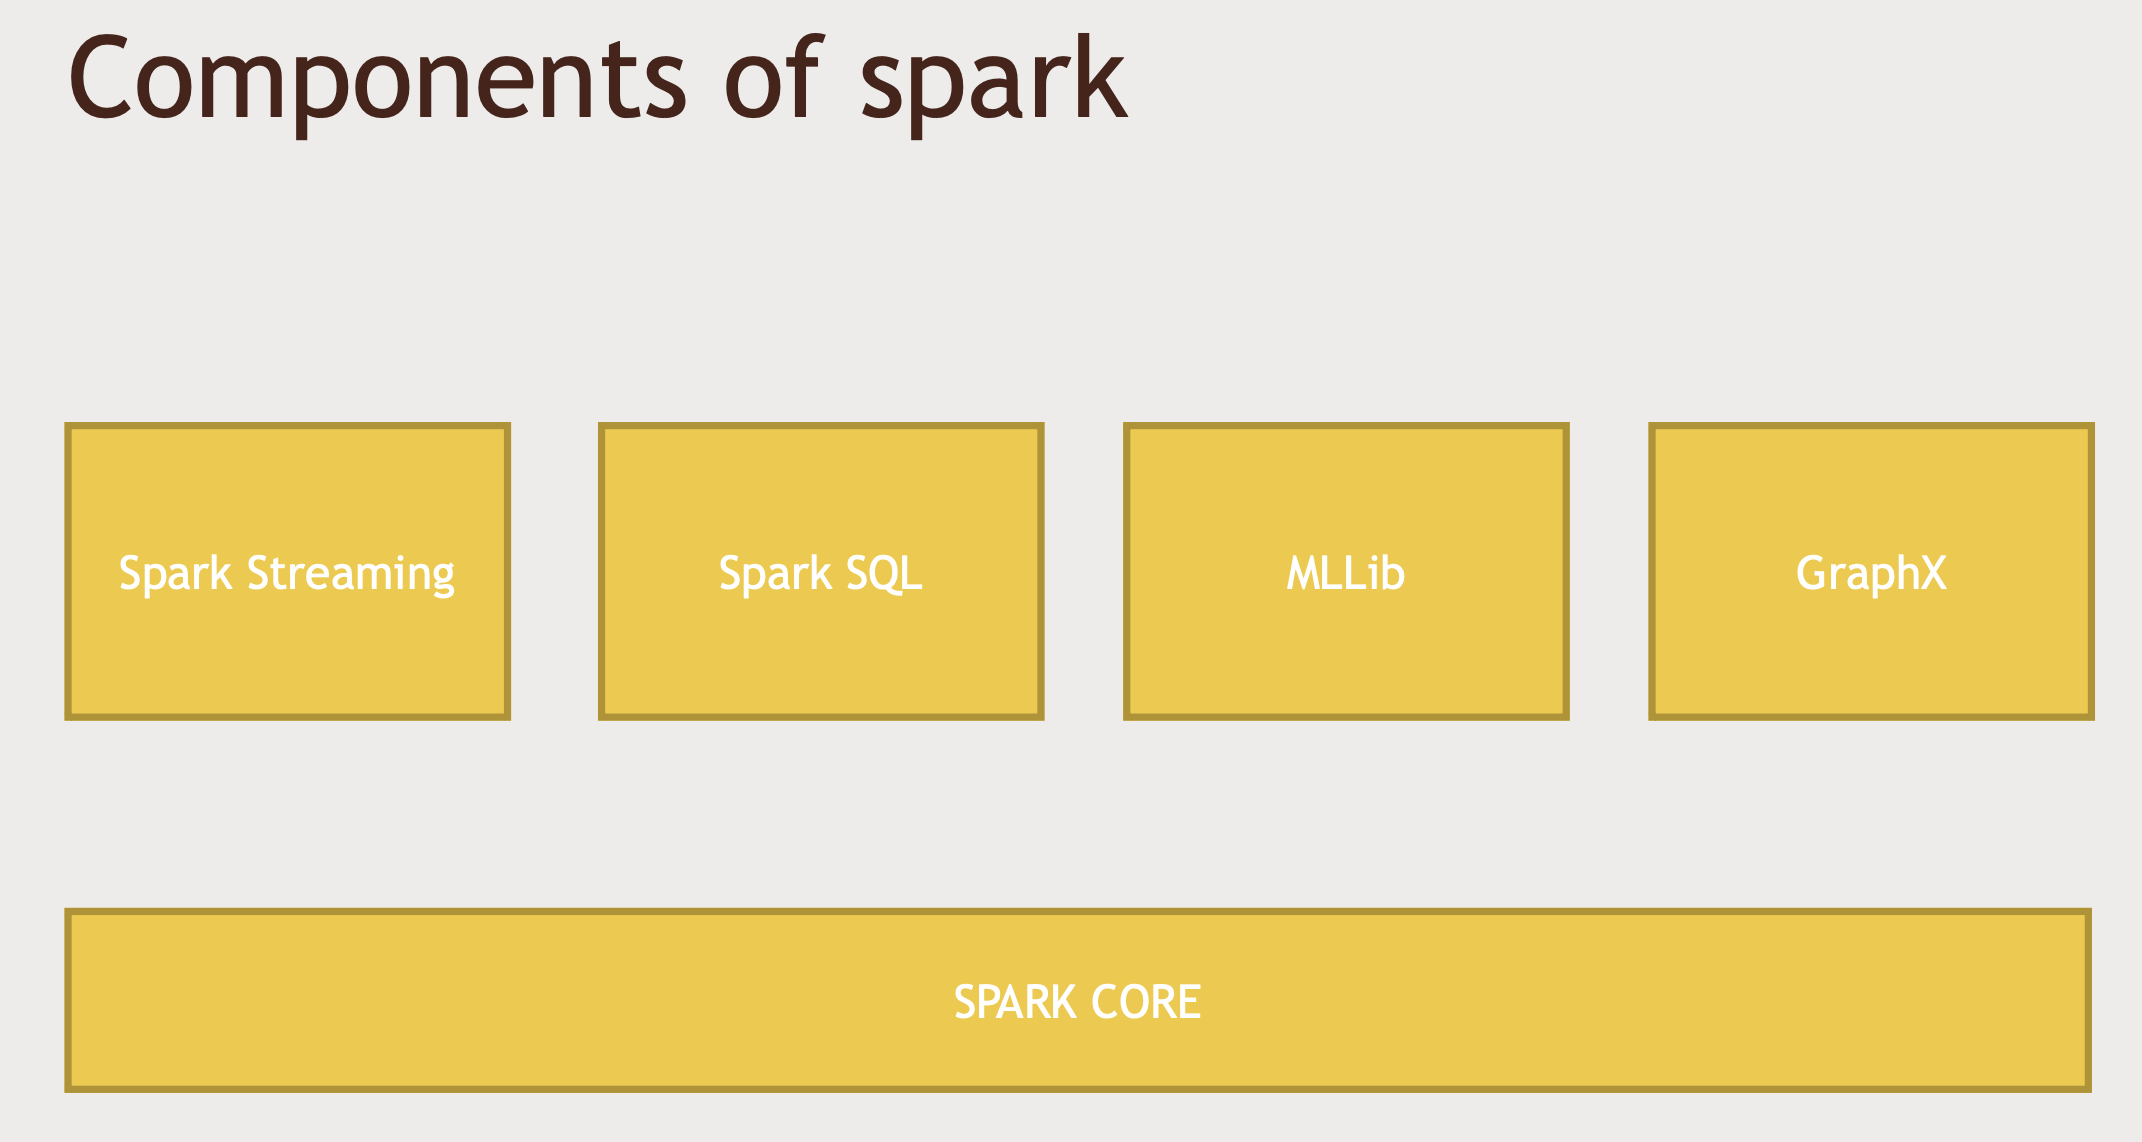 Components of spark
Spark Streaming
Spark SQL
MLLib
GraphX
SPARK CORE